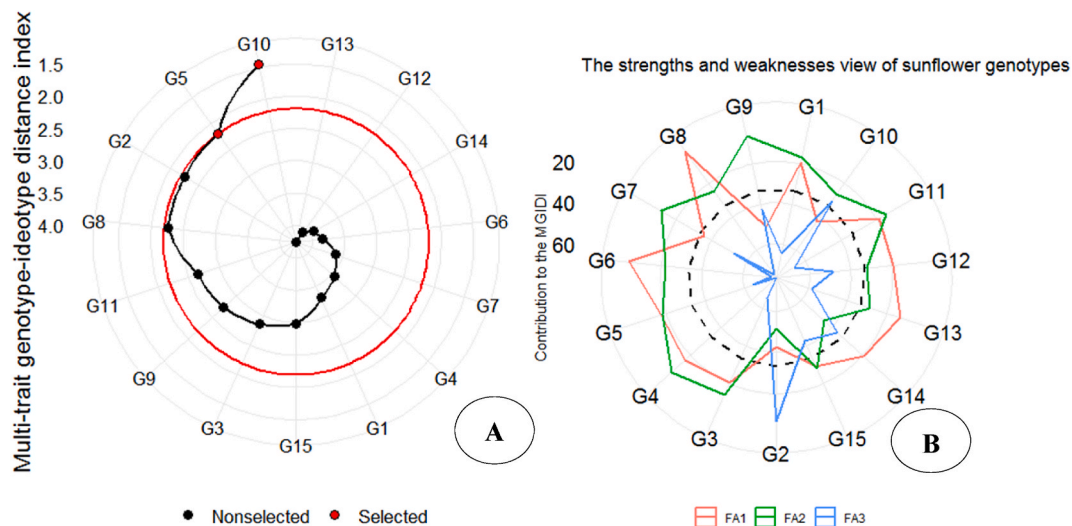 Multi-trait genotype-ideotype distance index
1.5
2.0
2.5
3.0
3.5
4.0
G10
G13
G12
G14
G6
G7
G4
G1
G15
G3
G9
G11
G8
G2
G5
A
Nonselected
Selected
The strengths and weaknesses view of sunflower genotypes
Contribution to the MGIDI
20
40
60
G9
G1
G10
G11
G12
G13
G14
G15
G2
G3
G4
G5
G6
G7
G8
B
FA1
FA2
FA3